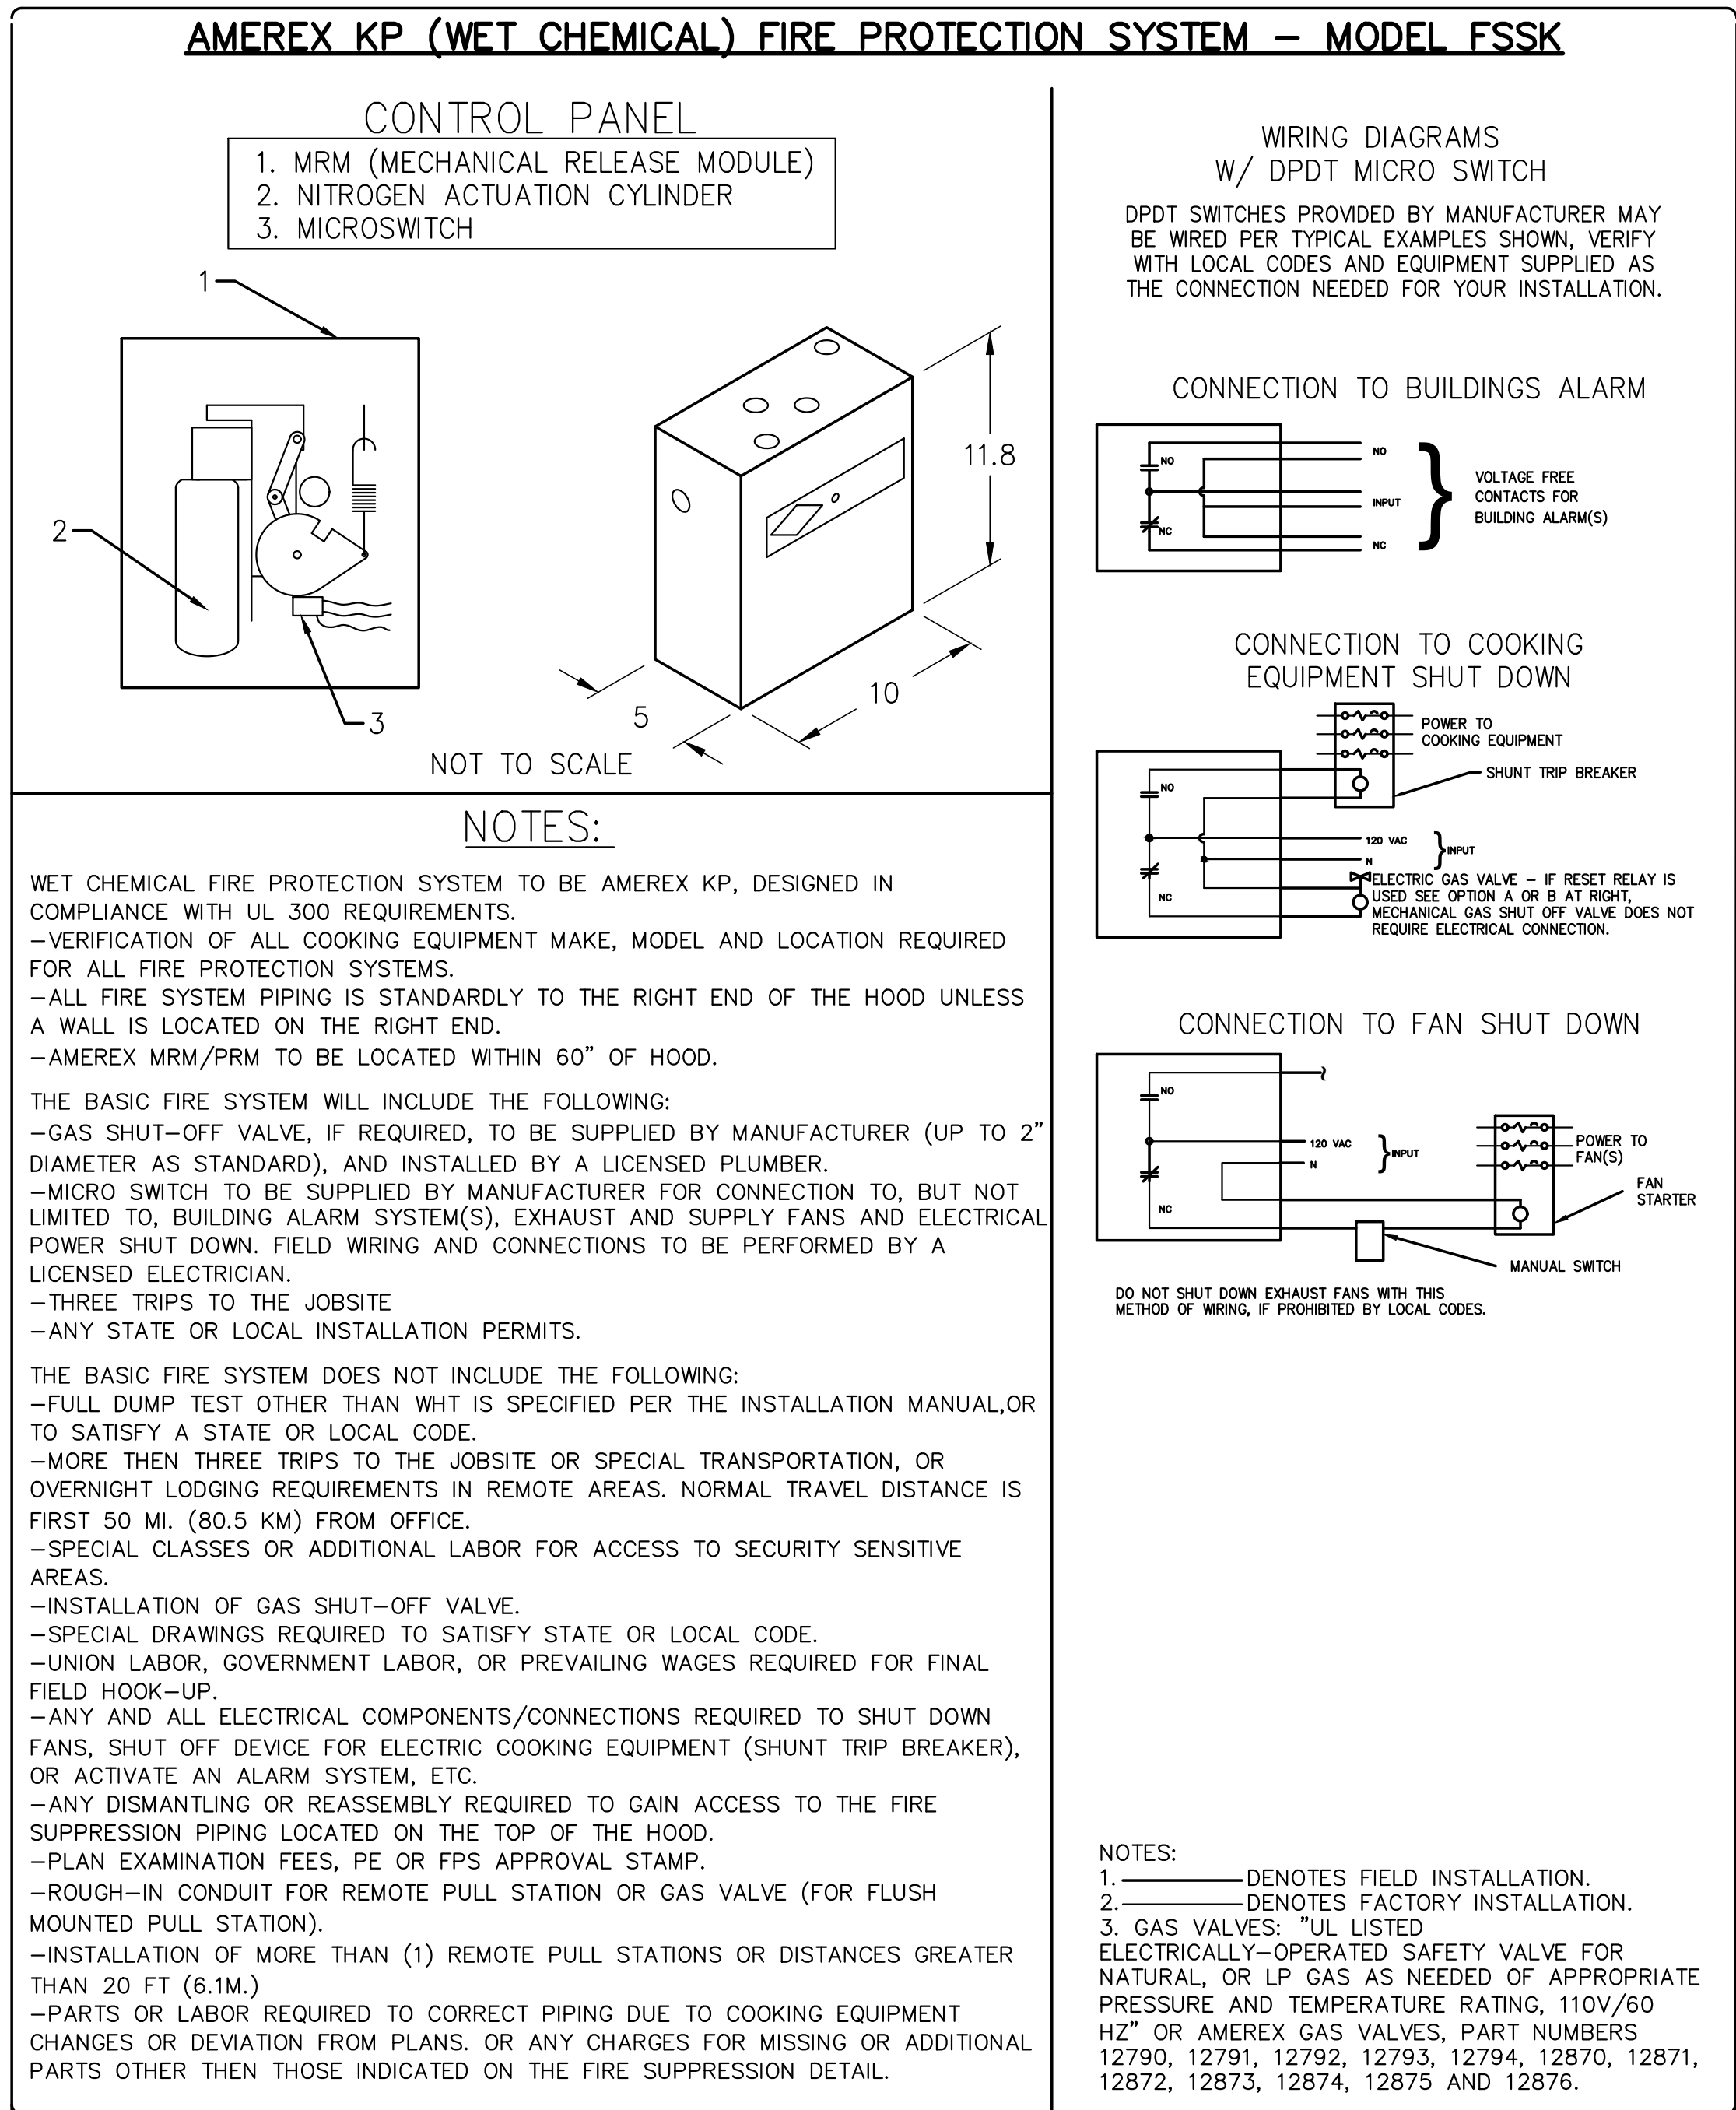 AMEREX KP (WET CHEMICAL) FIRE PROTECTION SYSTEM – MODEL FSSK
CONTROL PANEL
1. MRM (MECHANICAL RELEASE MODULE)
2. NITROGEN ACTUATION CYLINDER
3. MICROSWITCH
1
2
3
11.8
10
5
NOT TO SCALE
NOTES:
WET CHEMICAL FIRE PROTECTION SYSTEM TO BE AMEREX KP, DESIGNED IN
COMPLIANCE WITH UL 300 REQUIREMENTS.
–VERIFICATION OF ALL COOKING EQUIPMENT MAKE, MODEL AND LOCATION REQUIRED
FOR ALL FIRE PROTECTION SYSTEMS.
–ALL FIRE SYSTEM PIPING IS STANDARDLY TO THE RIGHT END OF THE HOOD UNLESS
A WALL IS LOCATED ON THE RIGHT END.
–AMEREX MRM/PRM TO BE LOCATED WITHIN 60" OF HOOD.
THE BASIC FIRE SYSTEM WILL INCLUDE THE FOLLOWING:
–GAS SHUT–OFF VALVE, IF REQUIRED, TO BE SUPPLIED BY MANUFACTURER (UP TO 2"
DIAMETER AS STANDARD), AND INSTALLED BY A LICENSED PLUMBER.
–MICRO SWITCH TO BE SUPPLIED BY MANUFACTURER FOR CONNECTION TO, BUT NOT
LIMITED TO, BUILDING ALARM SYSTEM(S), EXHAUST AND SUPPLY FANS AND ELECTRICAL
POWER SHUT DOWN. FIELD WIRING AND CONNECTIONS TO BE PERFORMED BY A
LICENSED ELECTRICIAN.
–THREE TRIPS TO THE JOBSITE
–ANY STATE OR LOCAL INSTALLATION PERMITS.
THE BASIC FIRE SYSTEM DOES NOT INCLUDE THE FOLLOWING:
–FULL DUMP TEST OTHER THAN WHT IS SPECIFIED PER THE INSTALLATION MANUAL,OR
TO SATISFY A STATE OR LOCAL CODE.
–MORE THEN THREE TRIPS TO THE JOBSITE OR SPECIAL TRANSPORTATION, OR
OVERNIGHT LODGING REQUIREMENTS IN REMOTE AREAS. NORMAL TRAVEL DISTANCE IS
FIRST 50 MI. (80.5 KM) FROM OFFICE.
–SPECIAL CLASSES OR ADDITIONAL LABOR FOR ACCESS TO SECURITY SENSITIVE
AREAS.
–INSTALLATION OF GAS SHUT–OFF VALVE.
–SPECIAL DRAWINGS REQUIRED TO SATISFY STATE OR LOCAL CODE.
–UNION LABOR, GOVERNMENT LABOR, OR PREVAILING WAGES REQUIRED FOR FINAL
FIELD HOOK–UP.
–ANY AND ALL ELECTRICAL COMPONENTS/CONNECTIONS REQUIRED TO SHUT DOWN
FANS, SHUT OFF DEVICE FOR ELECTRIC COOKING EQUIPMENT (SHUNT TRIP BREAKER),
OR ACTIVATE AN ALARM SYSTEM, ETC.
–ANY DISMANTLING OR REASSEMBLY REQUIRED TO GAIN ACCESS TO THE FIRE
SUPPRESSION PIPING LOCATED ON THE TOP OF THE HOOD.
–PLAN EXAMINATION FEES, PE OR FPS APPROVAL STAMP.
–ROUGH–IN CONDUIT FOR REMOTE PULL STATION OR GAS VALVE (FOR FLUSH
MOUNTED PULL STATION).
–INSTALLATION OF MORE THAN (1) REMOTE PULL STATIONS OR DISTANCES GREATER
THAN 20 FT (6.1M.)
–PARTS OR LABOR REQUIRED TO CORRECT PIPING DUE TO COOKING EQUIPMENT
CHANGES OR DEVIATION FROM PLANS. OR ANY CHARGES FOR MISSING OR ADDITIONAL
PARTS OTHER THEN THOSE INDICATED ON THE FIRE SUPPRESSION DETAIL.
WIRING DIAGRAMS
W/ DPDT MICRO SWITCH
DPDT SWITCHES PROVIDED BY MANUFACTURER MAY
BE WIRED PER TYPICAL EXAMPLES SHOWN, VERIFY
WITH LOCAL CODES AND EQUIPMENT SUPPLIED AS
THE CONNECTION NEEDED FOR YOUR INSTALLATION.
CONNECTION TO BUILDINGS ALARM
NO
NC
NO
INPUT
NC
VOLTAGE FREE
CONTACTS FOR
BUILDING ALARM(S)
CONNECTION TO COOKING
EQUIPMENT SHUT DOWN
POWER TO
COOKING EQUIPMENT
SHUNT TRIP BREAKER
NO
NC
120 VAC
N
INPUT
ELECTRIC GAS VALVE – IF RESET RELAY IS
USED SEE OPTION A OR B AT RIGHT,
MECHANICAL GAS SHUT OFF VALVE DOES NOT
REQUIRE ELECTRICAL CONNECTION.
CONNECTION TO FAN SHUT DOWN
NO
NC
120 VAC
N
INPUT
POWER TO
FAN(S)
FAN
STARTER
MANUAL SWITCH
DO NOT SHUT DOWN EXHAUST FANS WITH THIS
METHOD OF WIRING, IF PROHIBITED BY LOCAL CODES.
NOTES:
1. DENOTES FIELD INSTALLATION.
2. DENOTES FACTORY INSTALLATION.
3. GAS VALVES: "UL LISTED
ELECTRICALLY–OPERATED SAFETY VALVE FOR
NATURAL, OR LP GAS AS NEEDED OF APPROPRIATE
PRESSURE AND TEMPERATURE RATING, 110V/60
HZ" OR AMEREX GAS VALVES, PART NUMBERS
12790, 12791, 12792, 12793, 12794, 12870, 12871,
12872, 12873, 12874, 12875 AND 12876.